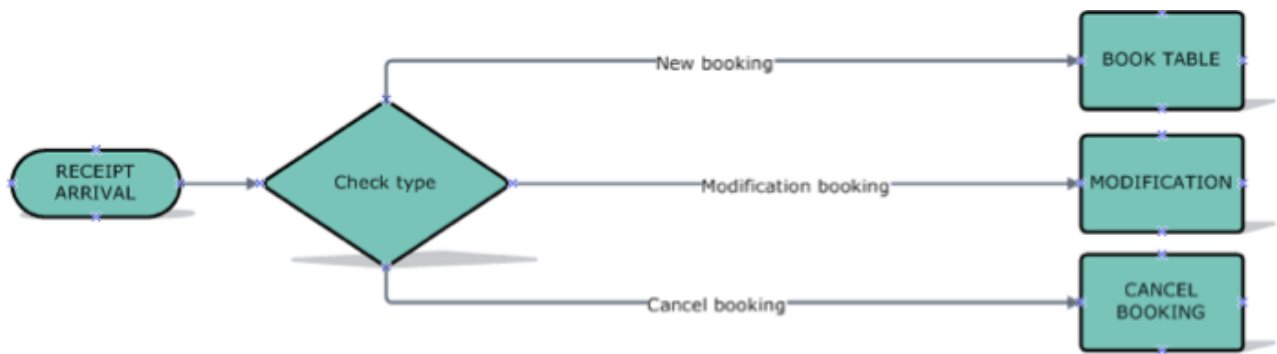 RECEIPT
ARRIVAL
Check type
New booking
BOOK TABLE
Modification booking
MODIFICATION
Cancel booking
CANCEL
BOOKING